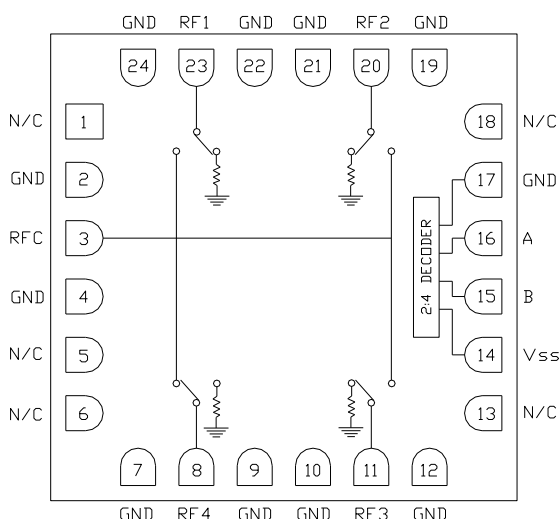 GND RF1 GND GND RF2 GND
24 23 22 21 20 19
N/C 1 18 N/C
GND 2 17 GND
RFC 3 16 A
GND 4 15 B
N/C 5 14 Vss
N/C 6 13 N/C
2:4 DECODER
7 8 9 10 11 12
GND RF4 GND GND RF3 GND